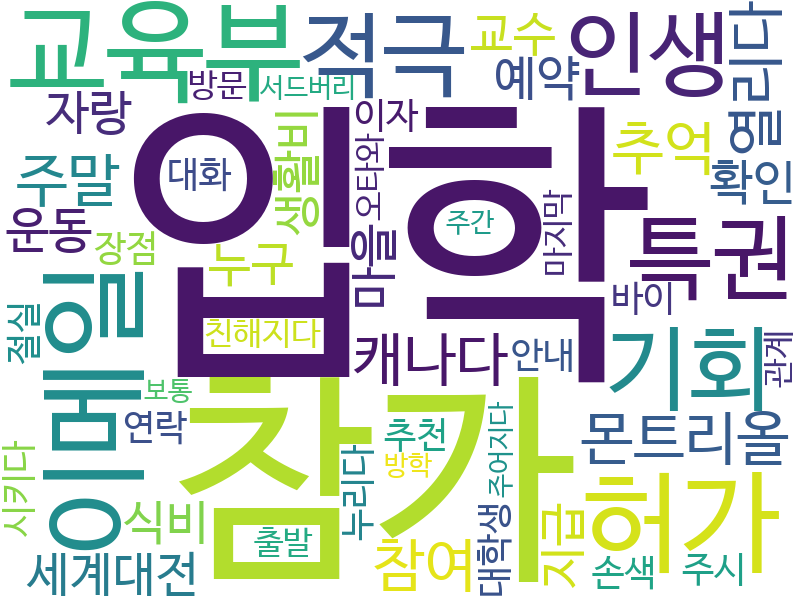 교육부
적극
교수
인생
열리다
방문
서드버리
예약
자랑
입학
이자
추억
확인
주말
대화
생활비
오타와
운동
장점
누구
마을
주간
마지막
특권
이메일
절실
친해지다
캐나다
안내
바이
기회
관계
보통
참가
연락
추천
주어지다
몬트리올
시키다
식비
누리다
방학
허가
출발
대학생
지급
세계대전
참여
손색
주시